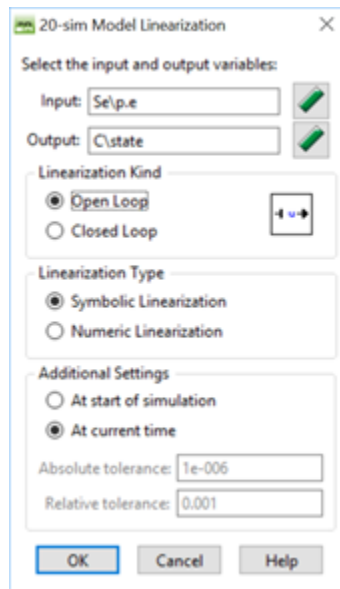 20-sim Model Linearization
Select the input and output variables:
Input: Se\p.e
Output: C\state
Linearization Kind
Open Loop
Closed Loop
u
Linearization Type
Symbolic Linearization
Numeric Linearization
Additional Settings
At start of simulation
At current time
Absolute tolerance: 1e-006
Relative tolerance: 0.001
OK Cancel Help